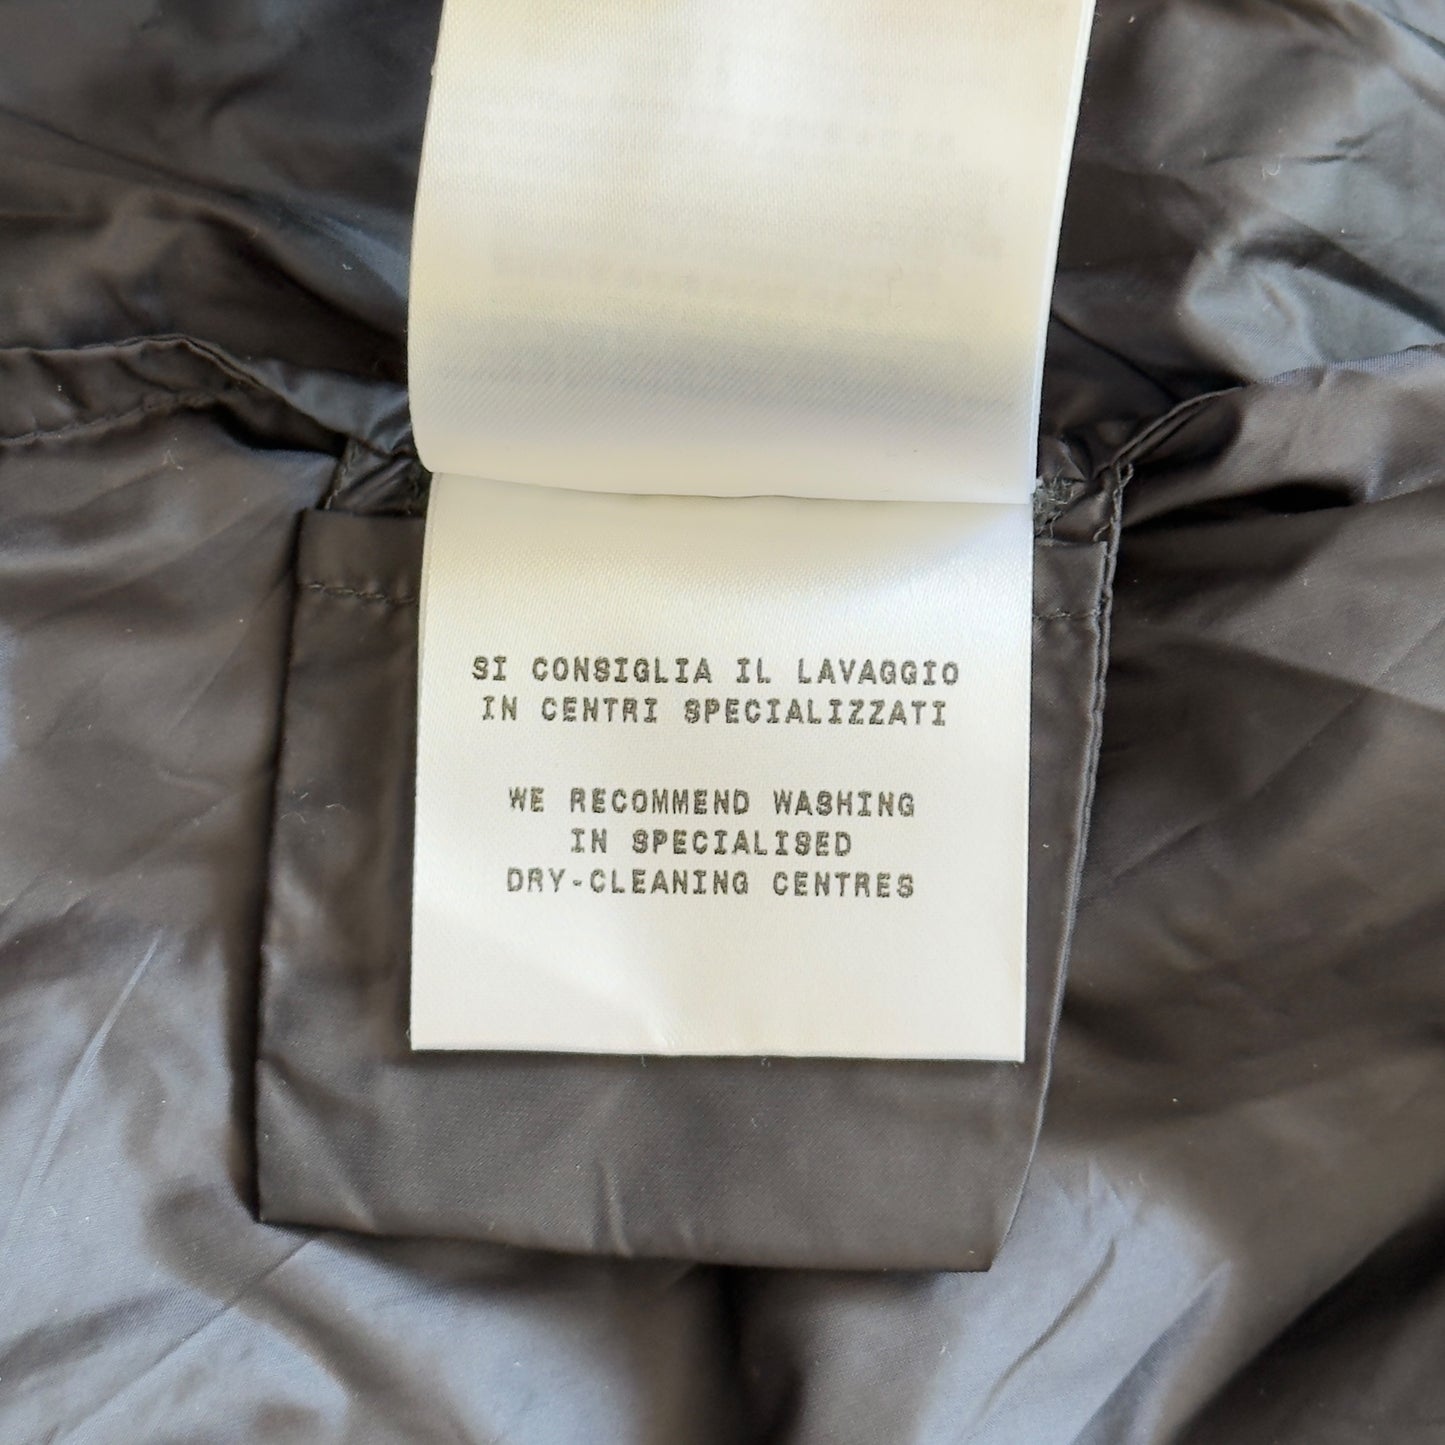 SI CONSIGLIA IL LAVAGGIO
IN CENTRI SPECIALIZZATI
WE RECOMMEND WASHING
IN SPECIALISED
DRY-CLEANING CENTRES